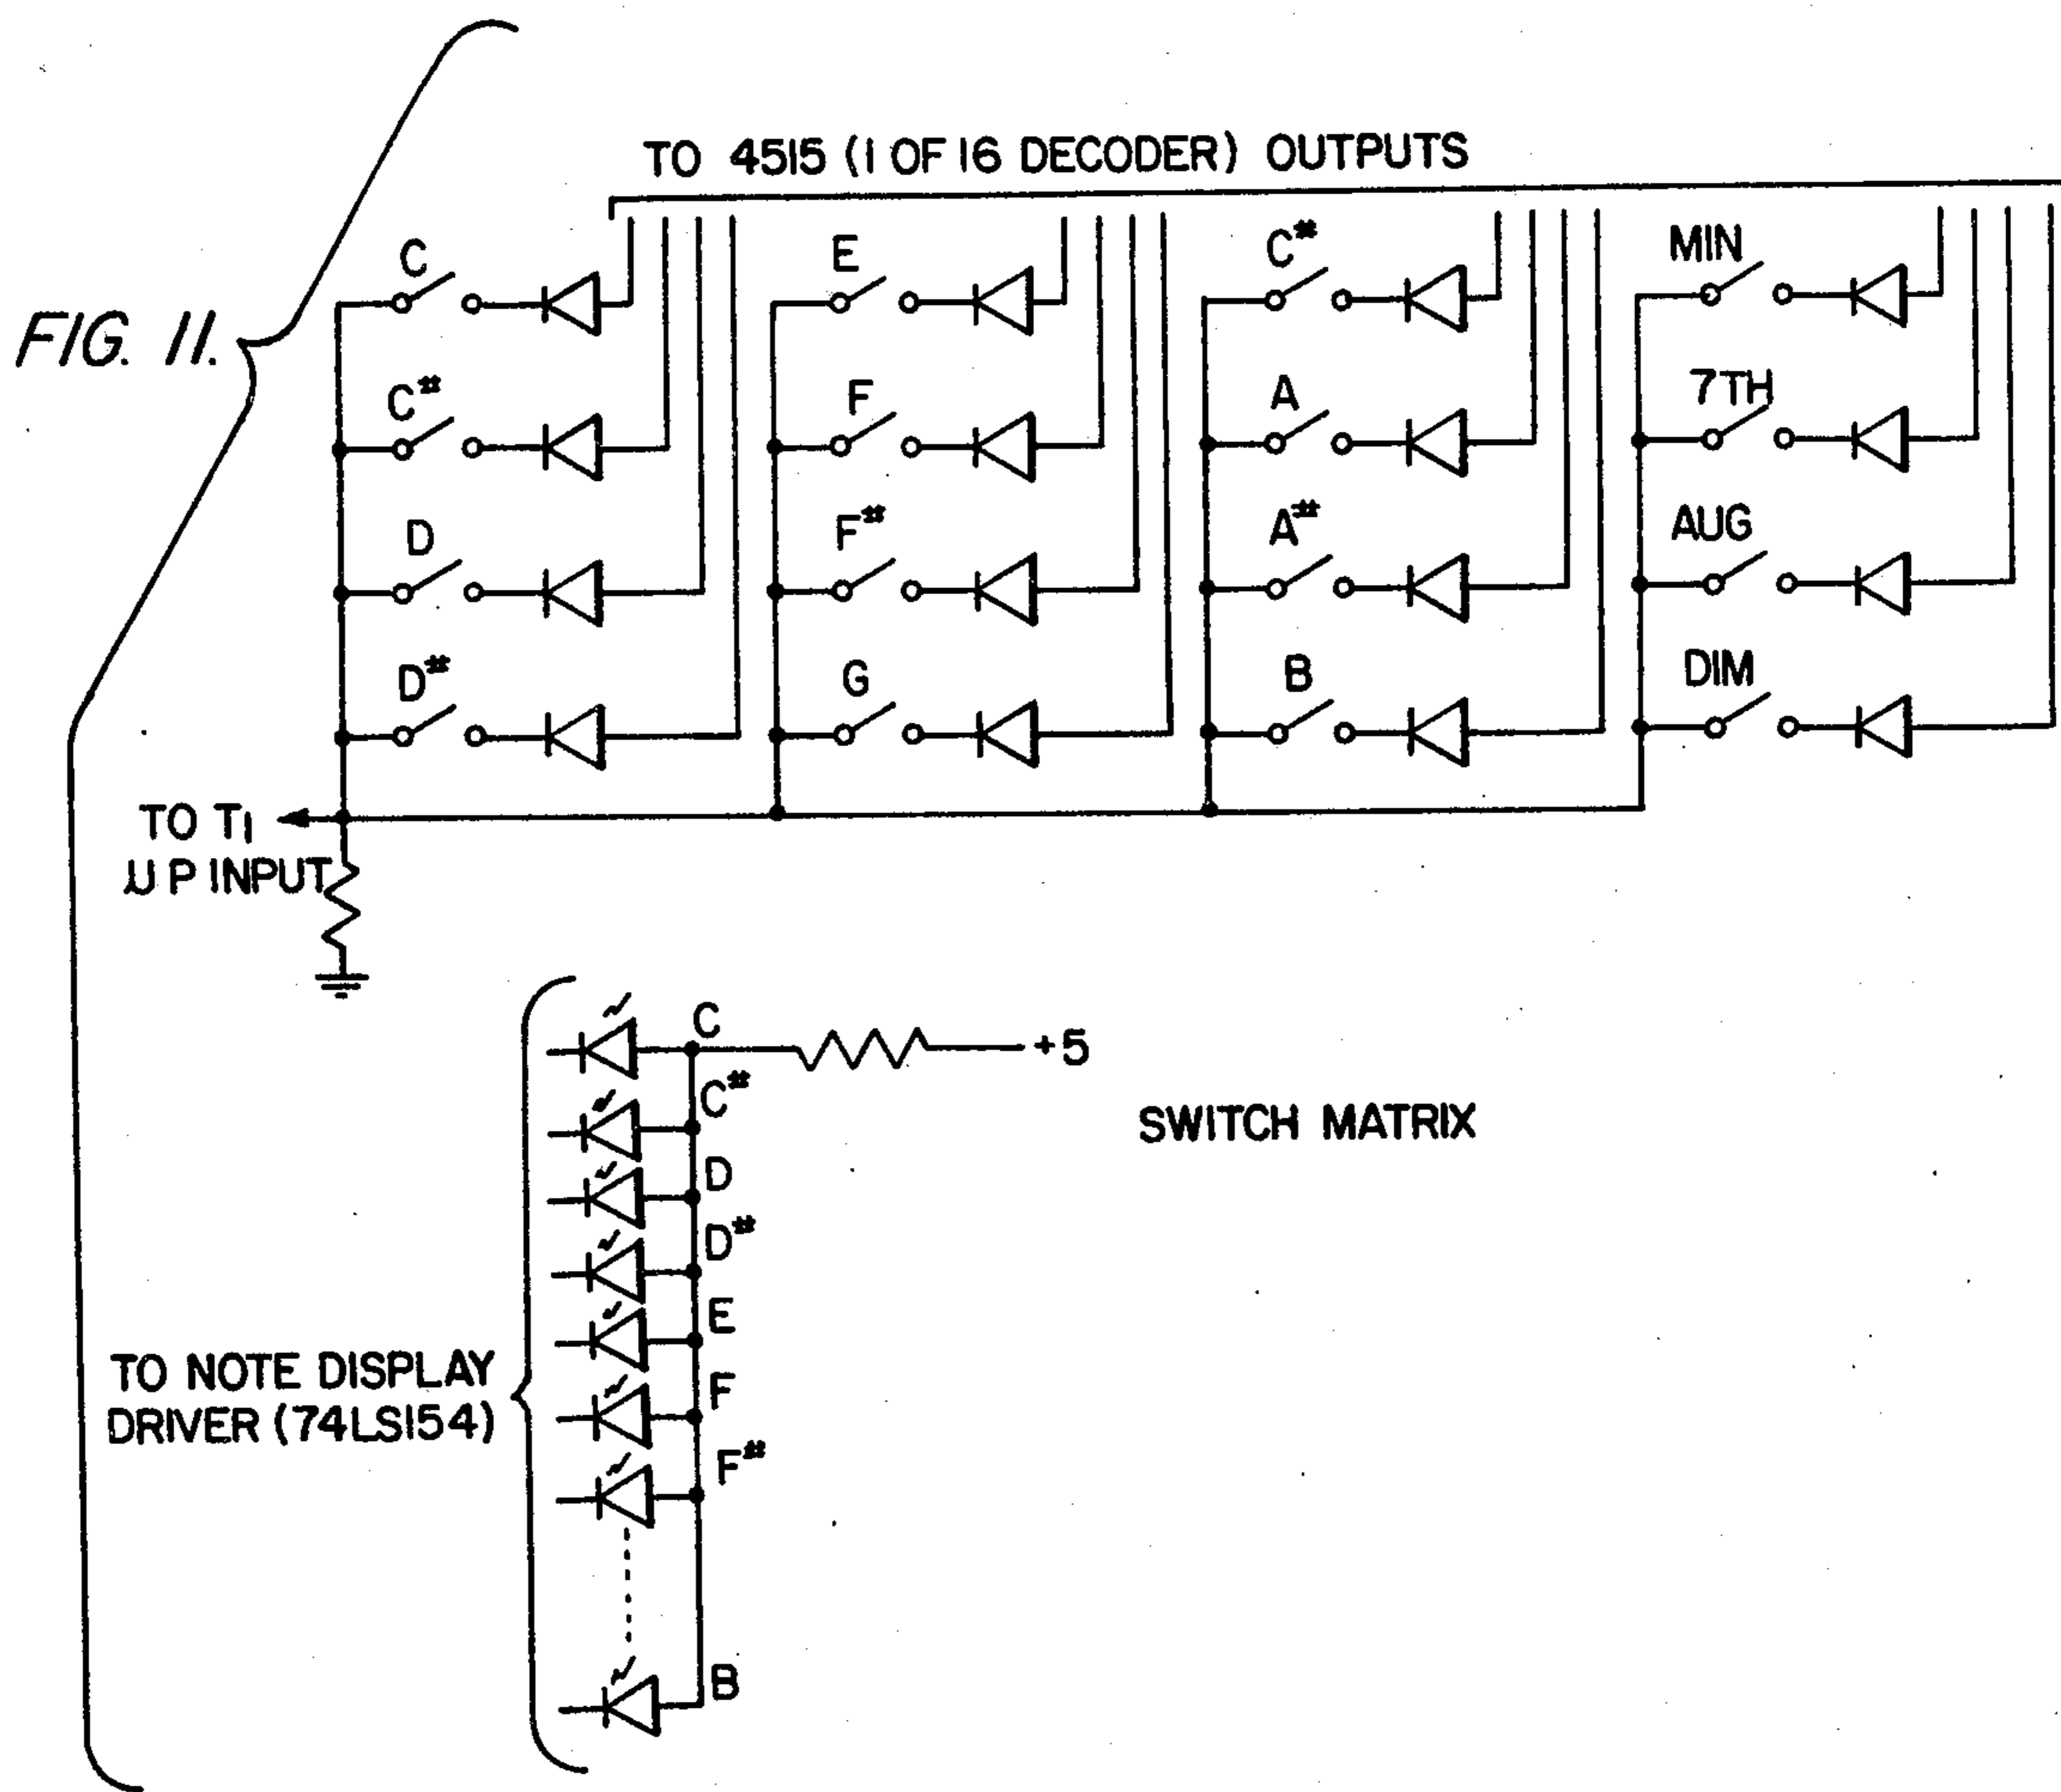 FIG. 11.
TO 4515 (1 OF 16 DECODER) OUTPUTS
C E C# MIN
C# F A 7TH
D F# A# AUG
D# G B DIM
TO T1
μP INPUT
C
+5
C#
SWITCH MATRIX
D
D#
E
TO NOTE DISPLAY
DRIVER (74LS154)
F
F#
B